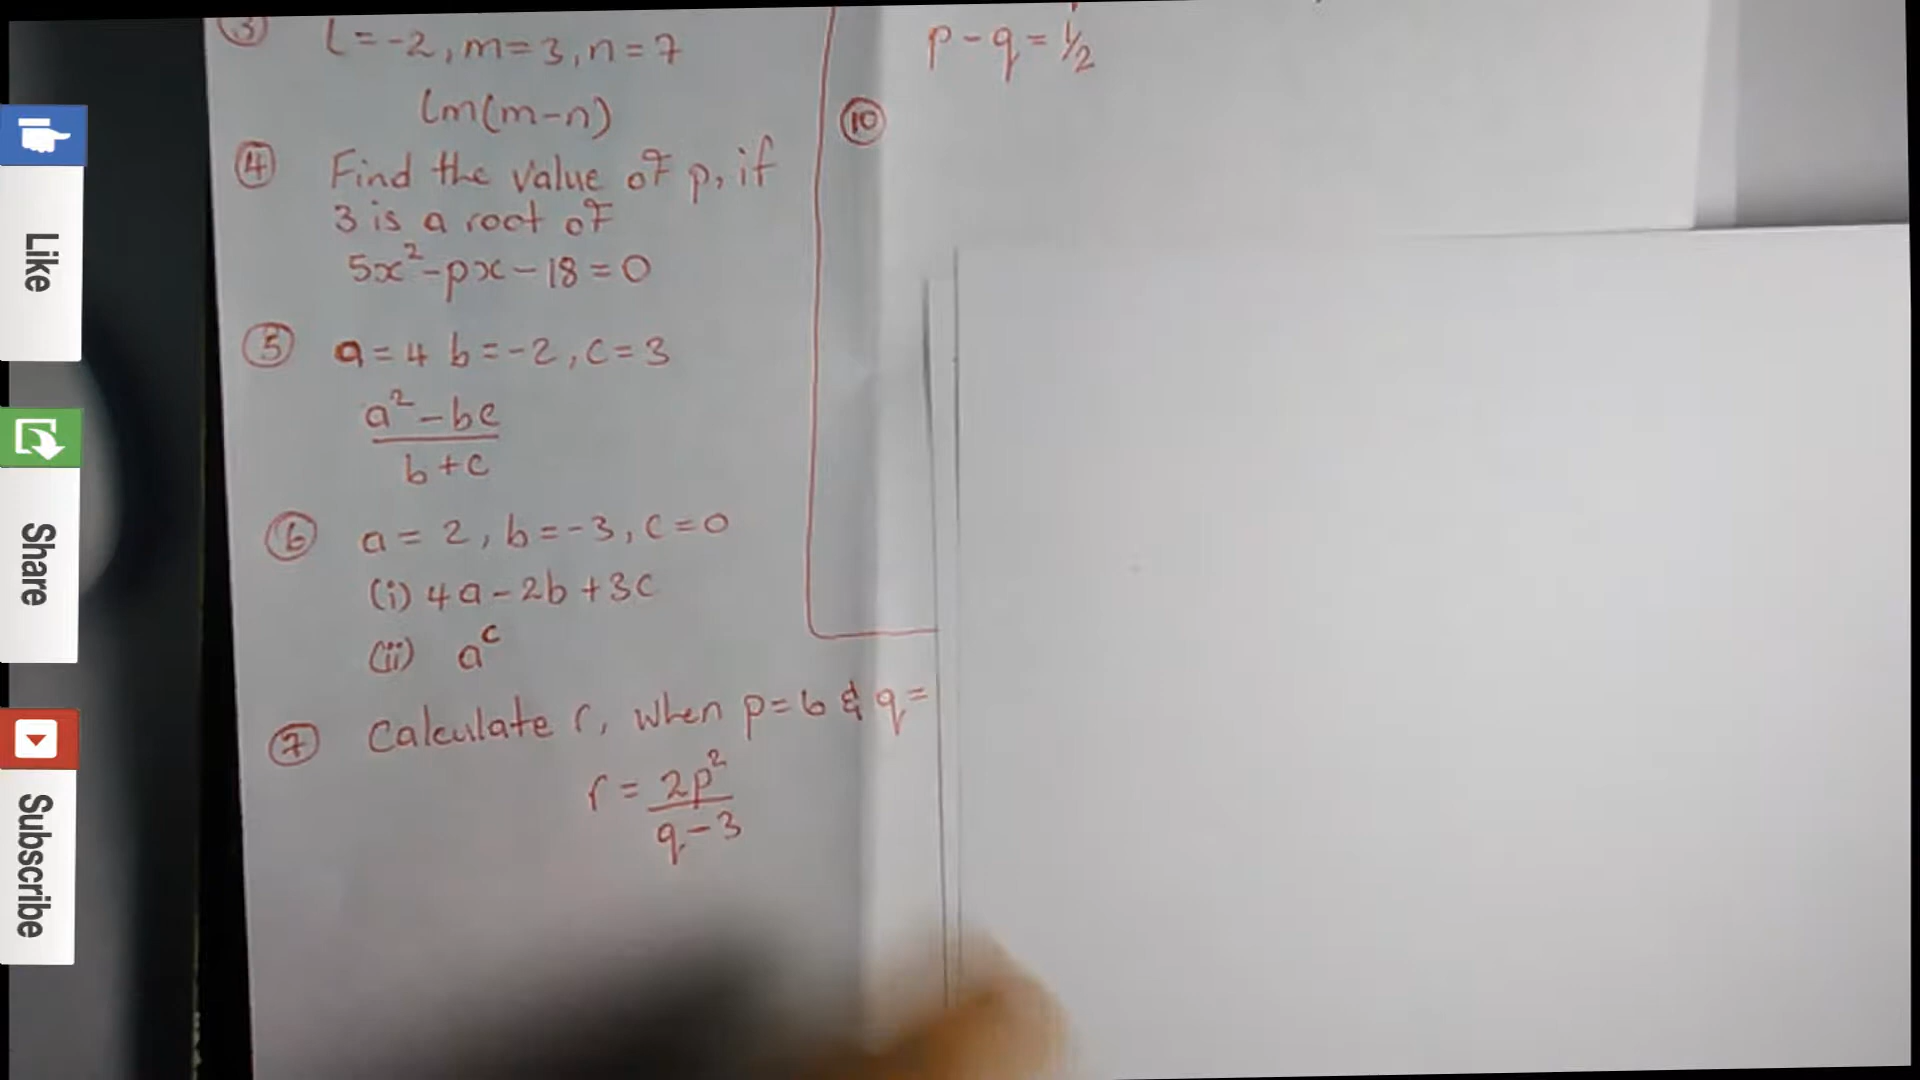 3
l=-2, m=3, n=7
lm(m-n)
4 Find the value of p, if
3 is a root of
5x²-px-18=0
5 a=4 b=-2, c=3
a²-bc
b+c
6 a=2, b=-3, c=0
(i) 4a-2b+3c
(ii) a^c
7 Calculate r, when p=6 & q=
r=2p²
q-3
p-q=1/2
10
Like
Share
Subscribe